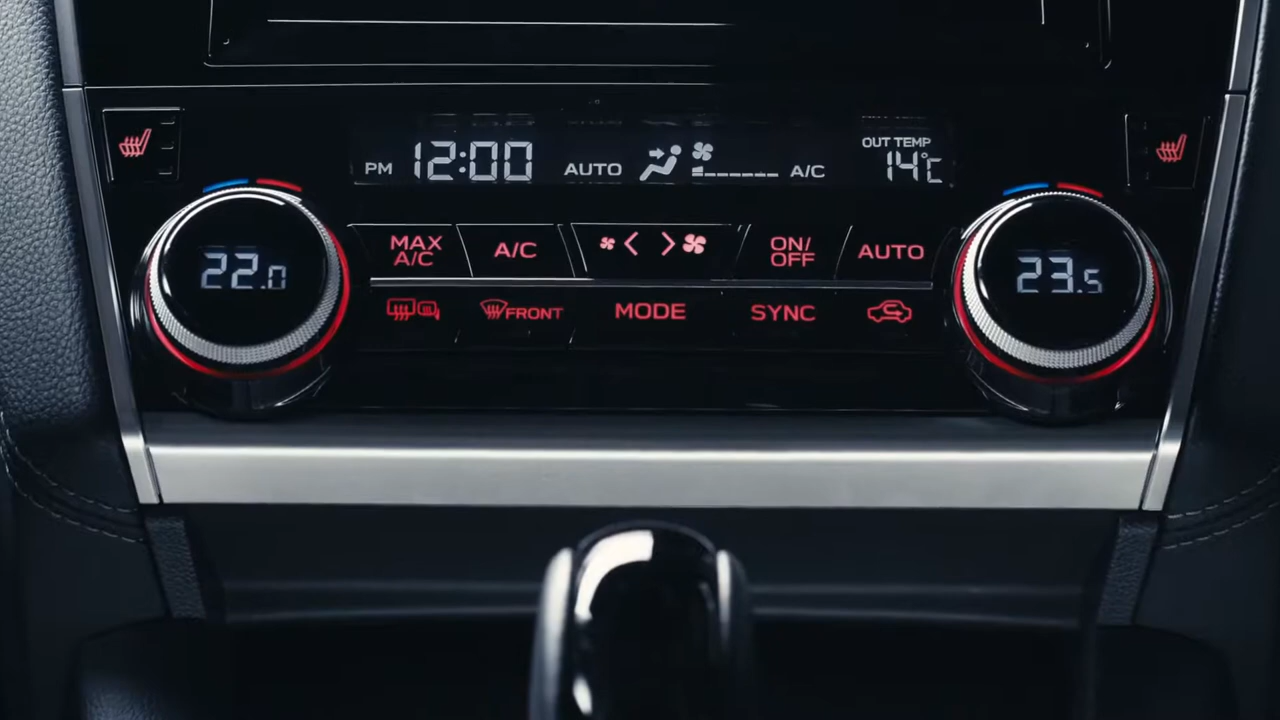 PM 12:00 AUTO A/C
OUT TEMP
14°C
22.0
23.5
MAX
A/C
A/C
ON/
OFF
AUTO
FRONT
MODE
SYNC